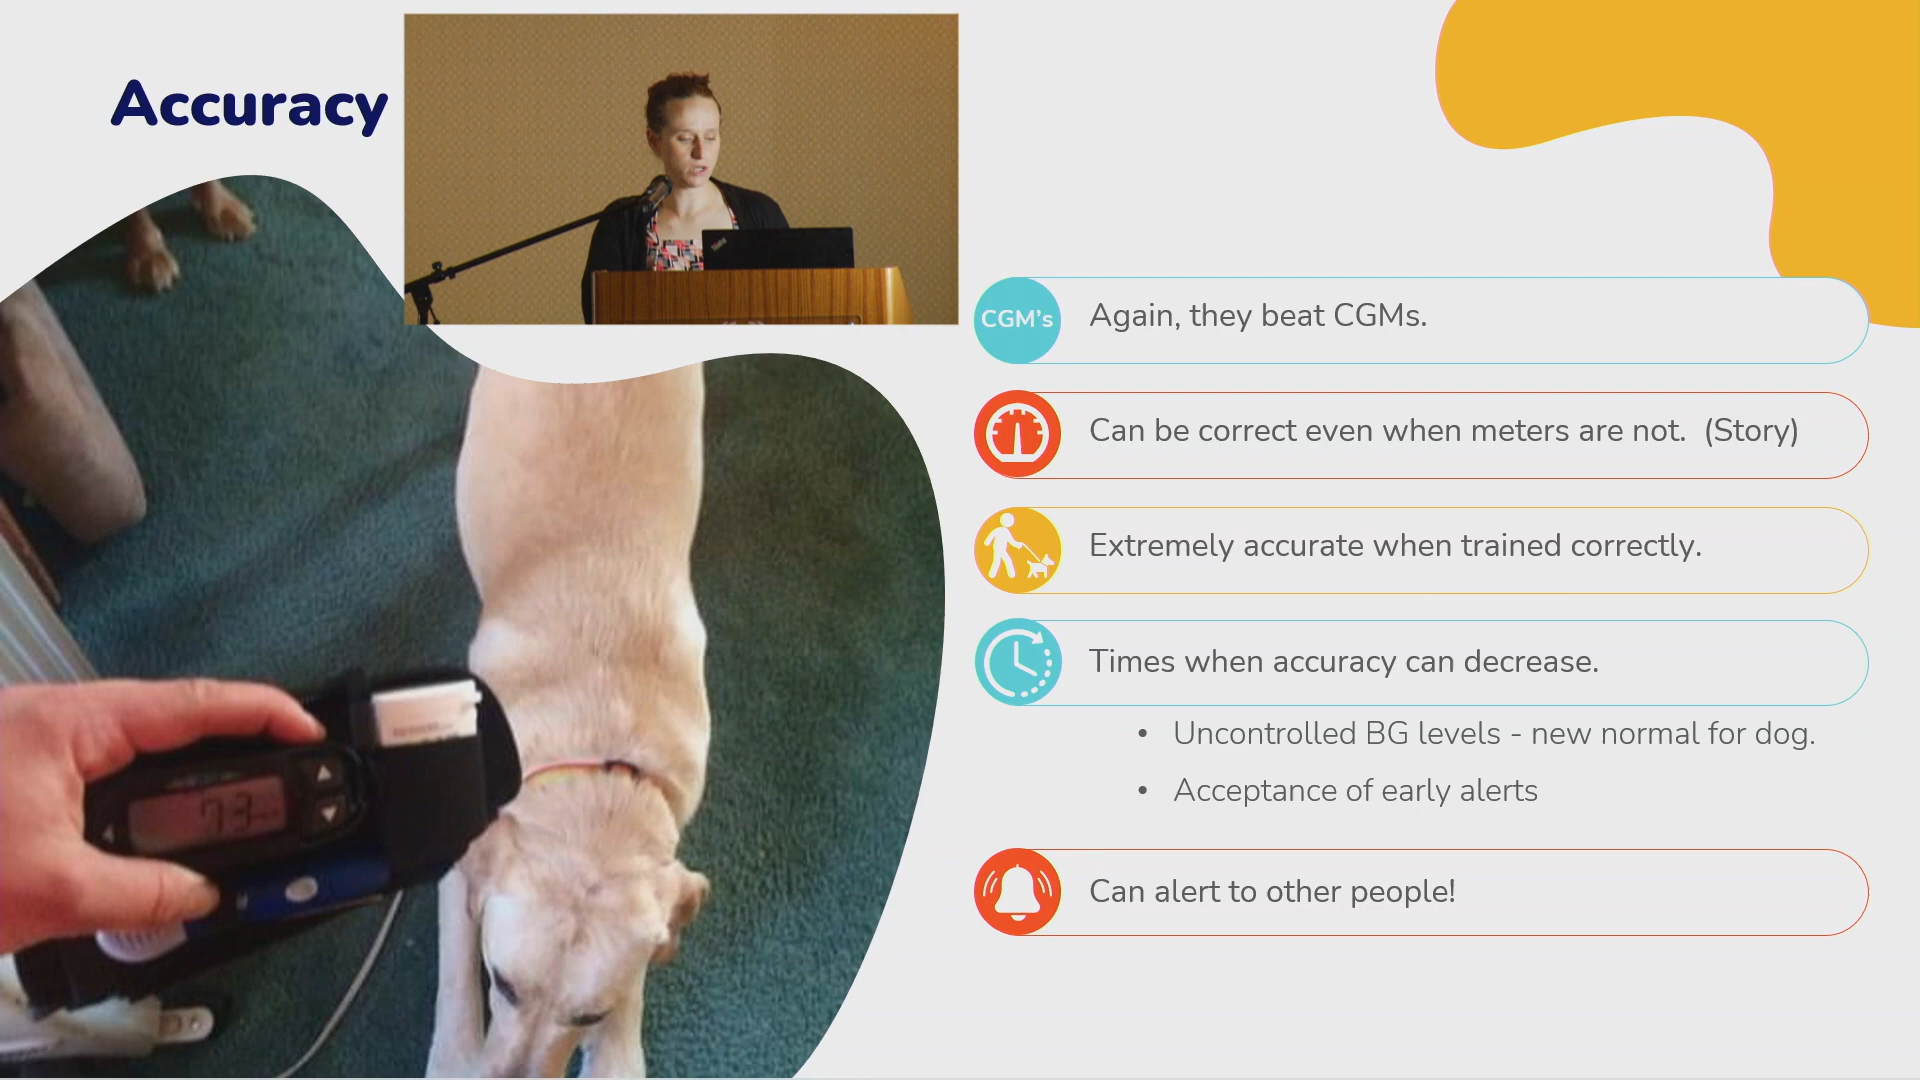 Accuracy
CGM's
Again, they beat CGMs.
Can be correct even when meters are not. (Story)
Extremely accurate when trained correctly.
Times when accuracy can decrease.
• Uncontrolled BG levels - new normal for dog.
• Acceptance of early alerts
Can alert to other people!
73